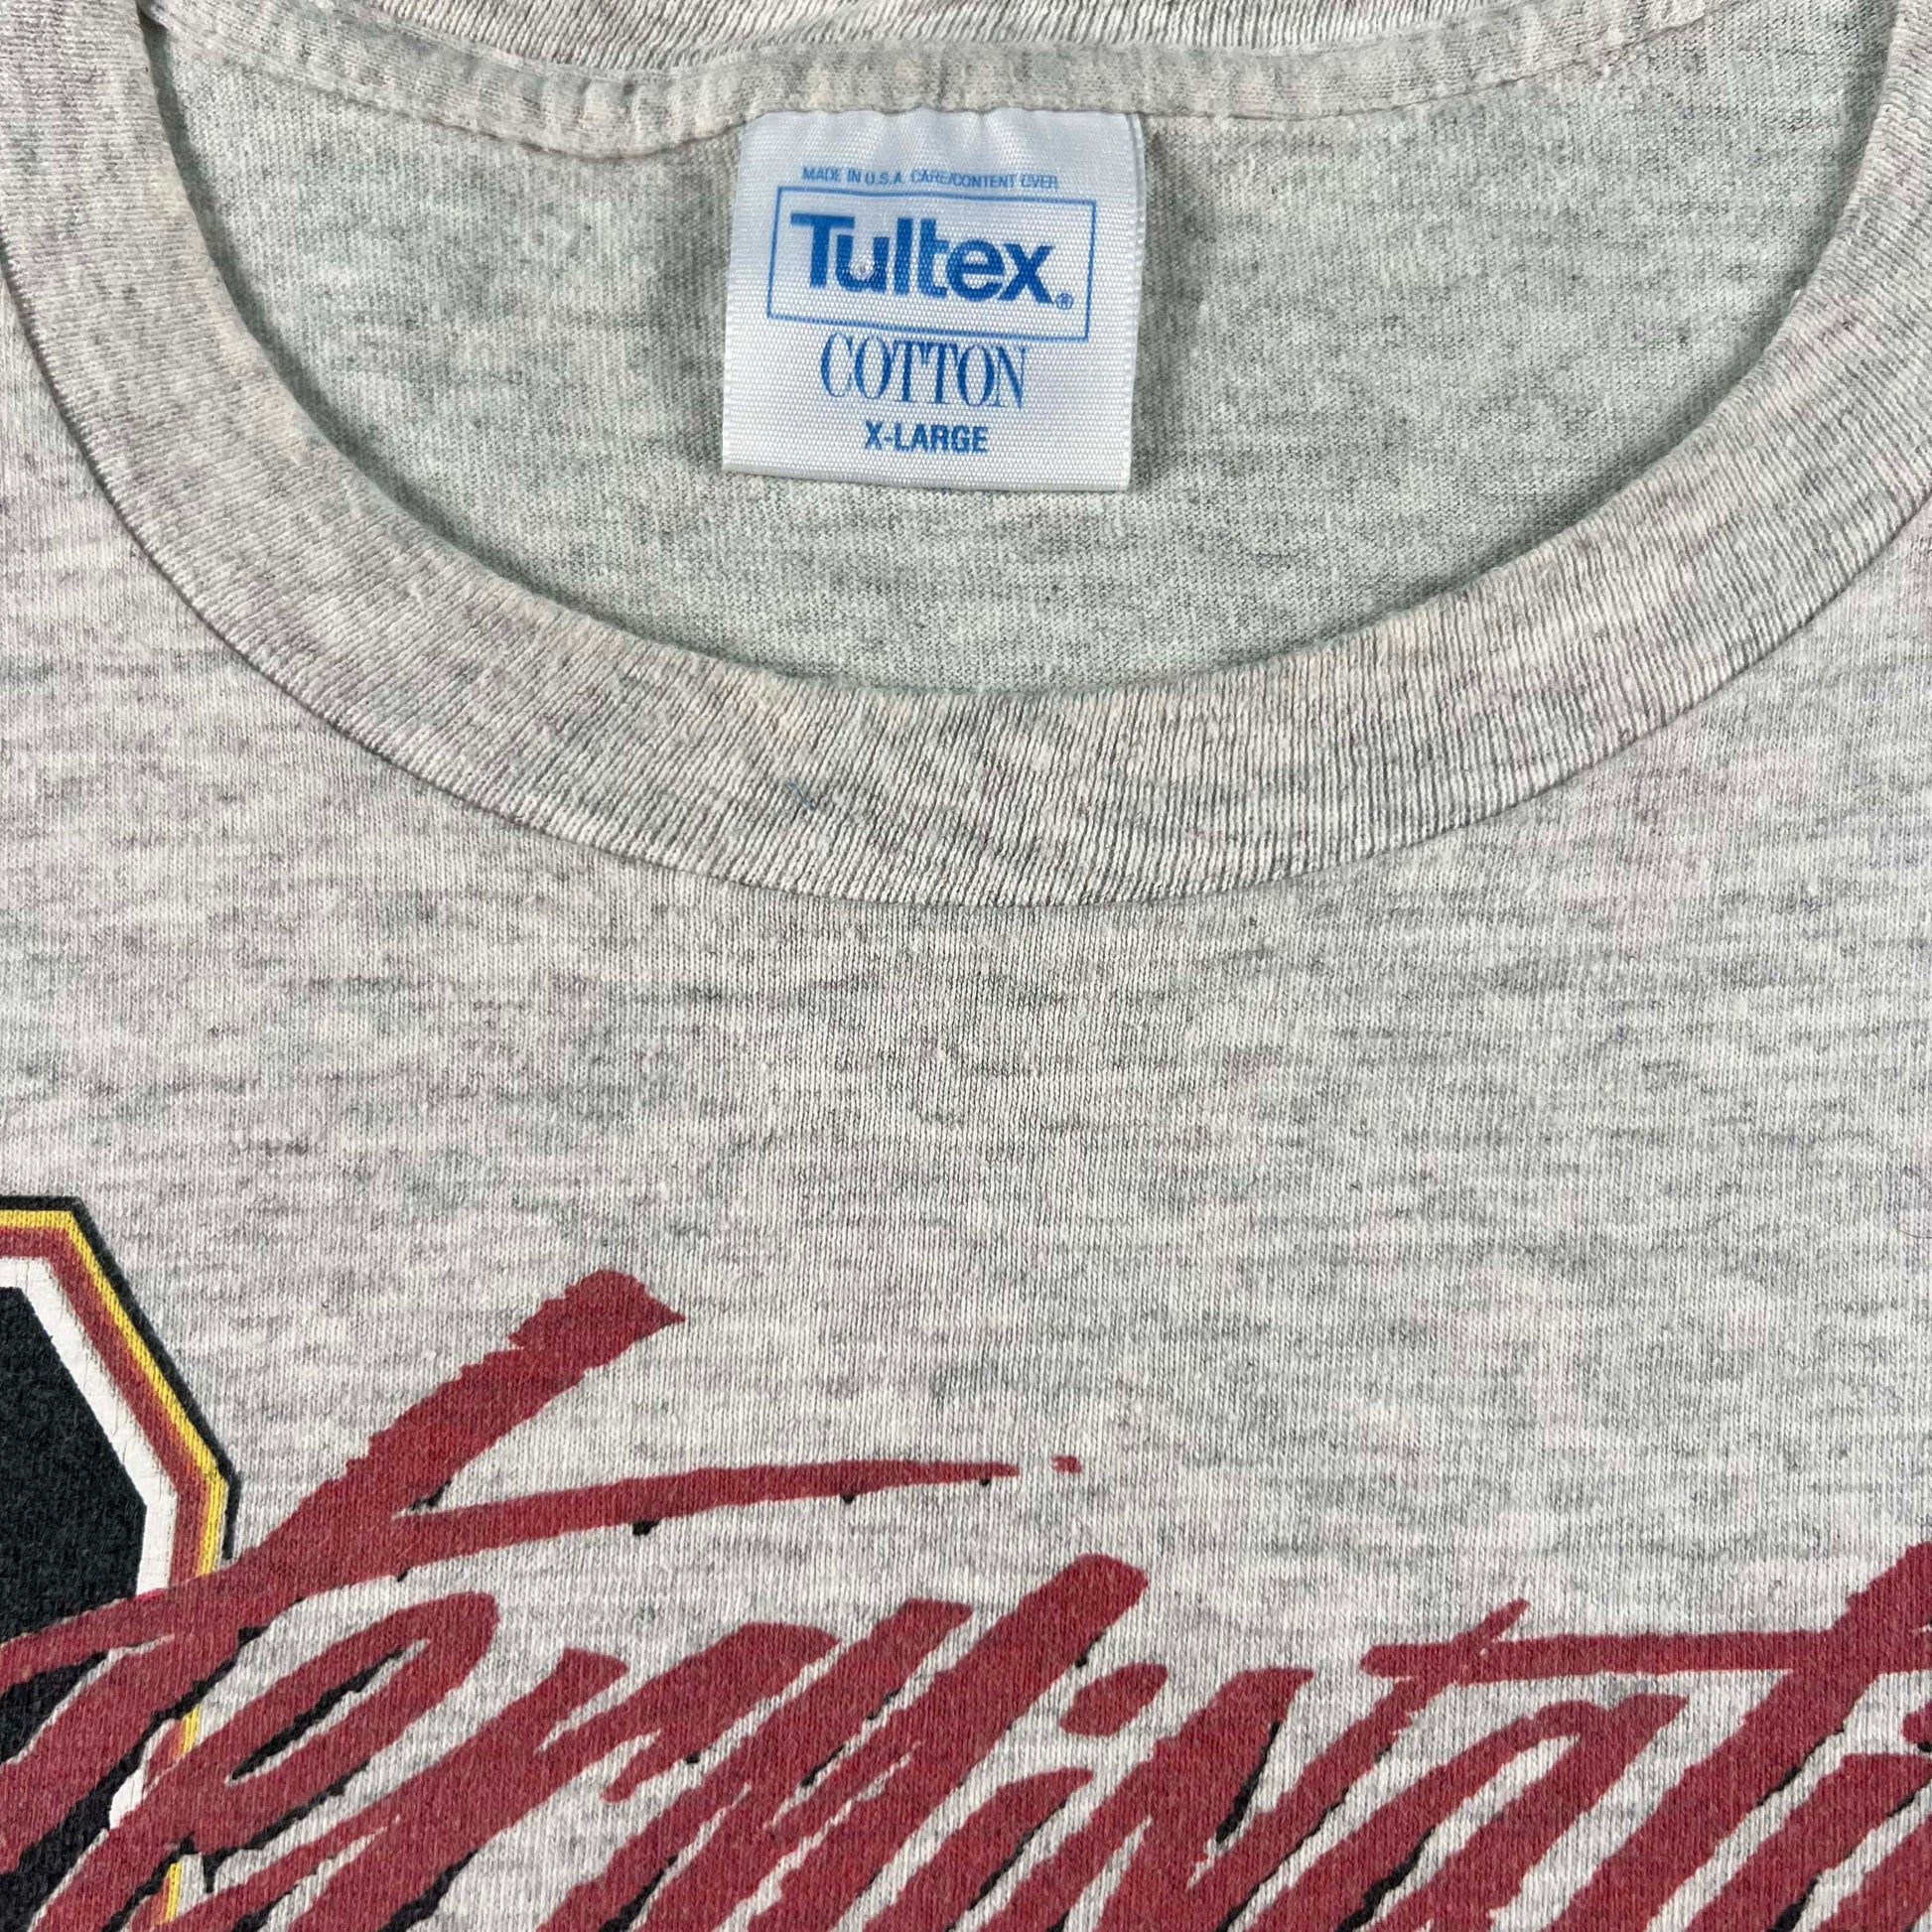 MADE IN U.S.A. CARE/CONTENT OVER
Tultex®
COTTON
X-LARGE